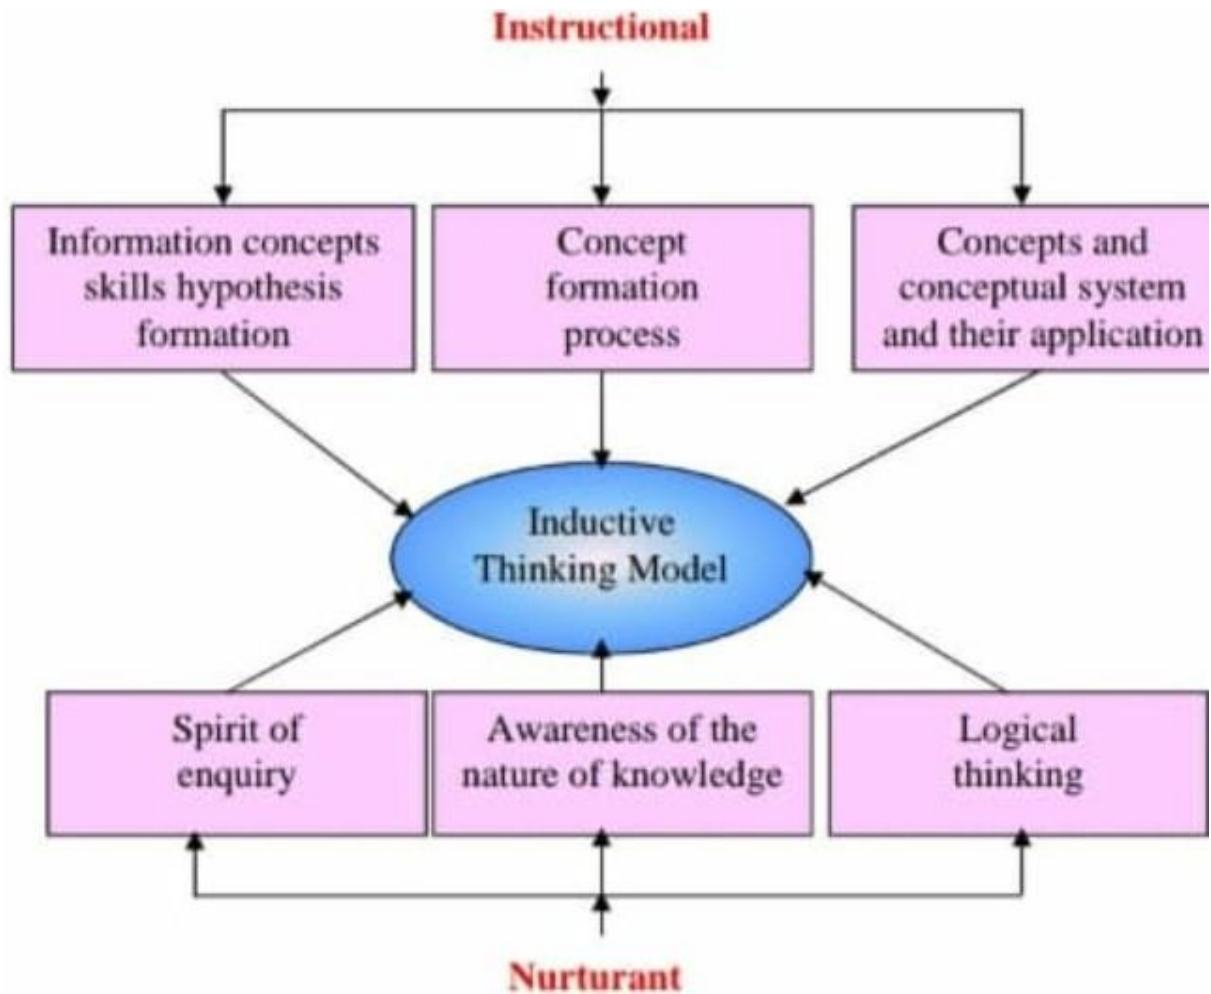 Instructional
Information concepts
skills hypothesis
formation
Concept
formation
process
Concepts and
conceptual system
and their application
Inductive
Thinking Model
Spirit of
enquiry
Awareness of the
nature of knowledge
Logical
thinking
Nurturant